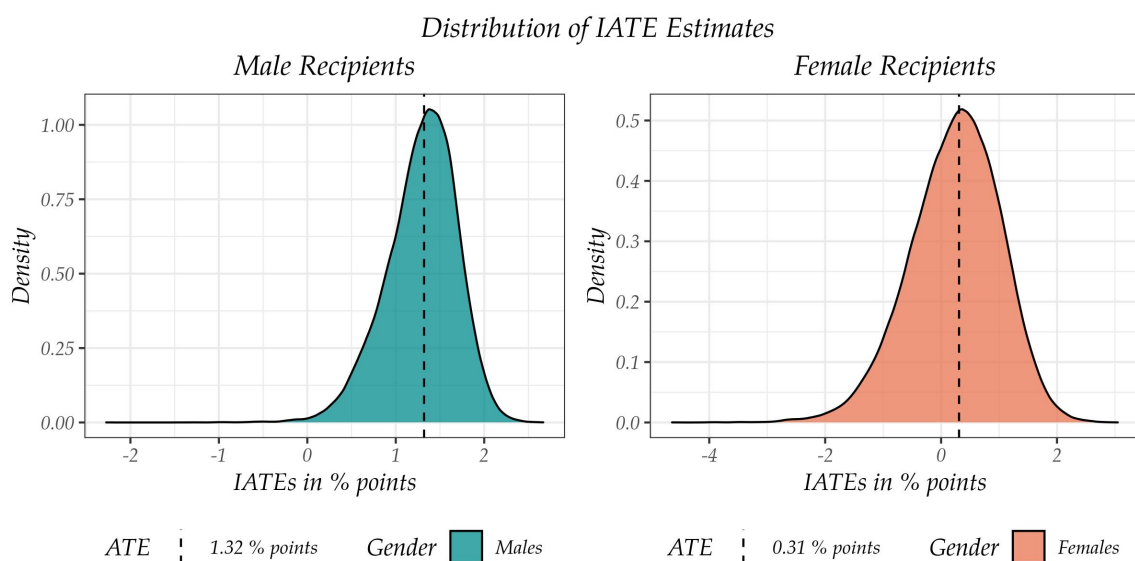 Distribution of IATE Estimates
Male Recipients
Female Recipients
Density
1.00
0.75
0.50
0.25
0.00
-2 -1 0 1 2
IATEs in % points
Density
0.5
0.4
0.3
0.2
0.1
0.0
-4 -2 0 2
IATEs in % points
ATE 1.32 % points Gender Males
ATE 0.31 % points Gender Females